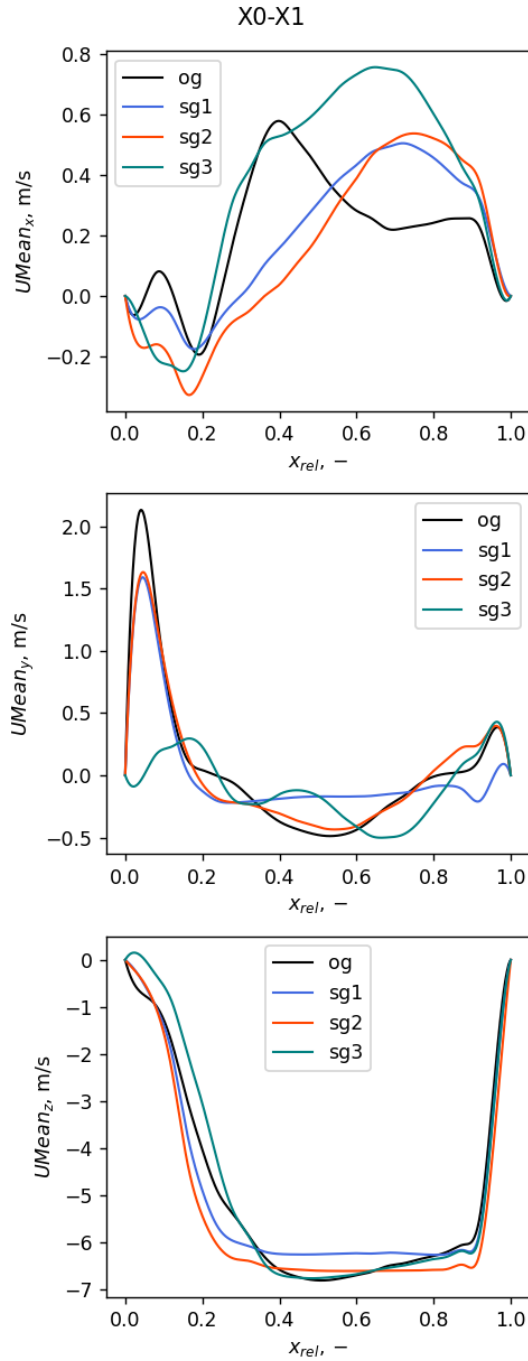 X0-X1
0.8
0.6
0.4
0.2
0.0
−0.2
UMean_x, m/s
og
sg1
sg2
sg3
0.0 0.2 0.4 0.6 0.8 1.0
x_rel, −
2.0
1.5
1.0
0.5
0.0
−0.5
UMean_y, m/s
og
sg1
sg2
sg3
0.0 0.2 0.4 0.6 0.8 1.0
x_rel, −
0
−1
−2
−3
−4
−5
−6
−7
UMean_z, m/s
og
sg1
sg2
sg3
0.0 0.2 0.4 0.6 0.8 1.0
x_rel, −